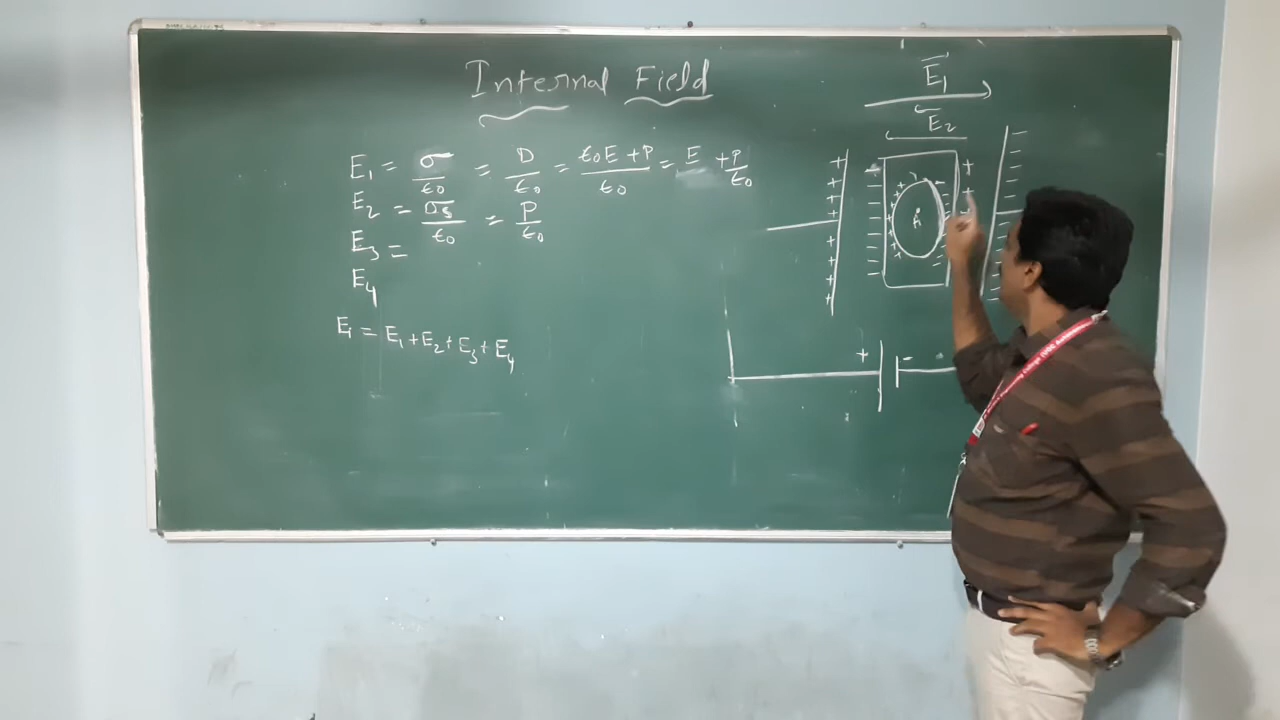 Internal Field
E₁ = σ/ε₀ = D/ε₀ = (ε₀E + P)/ε₀ = E + P/ε₀
E₂ = σₛ/ε₀ = P/ε₀
E₃ =
E₄
Eᵢ = E₁ + E₂ + E₃ + E₄
E₁
E₂
A
+ -